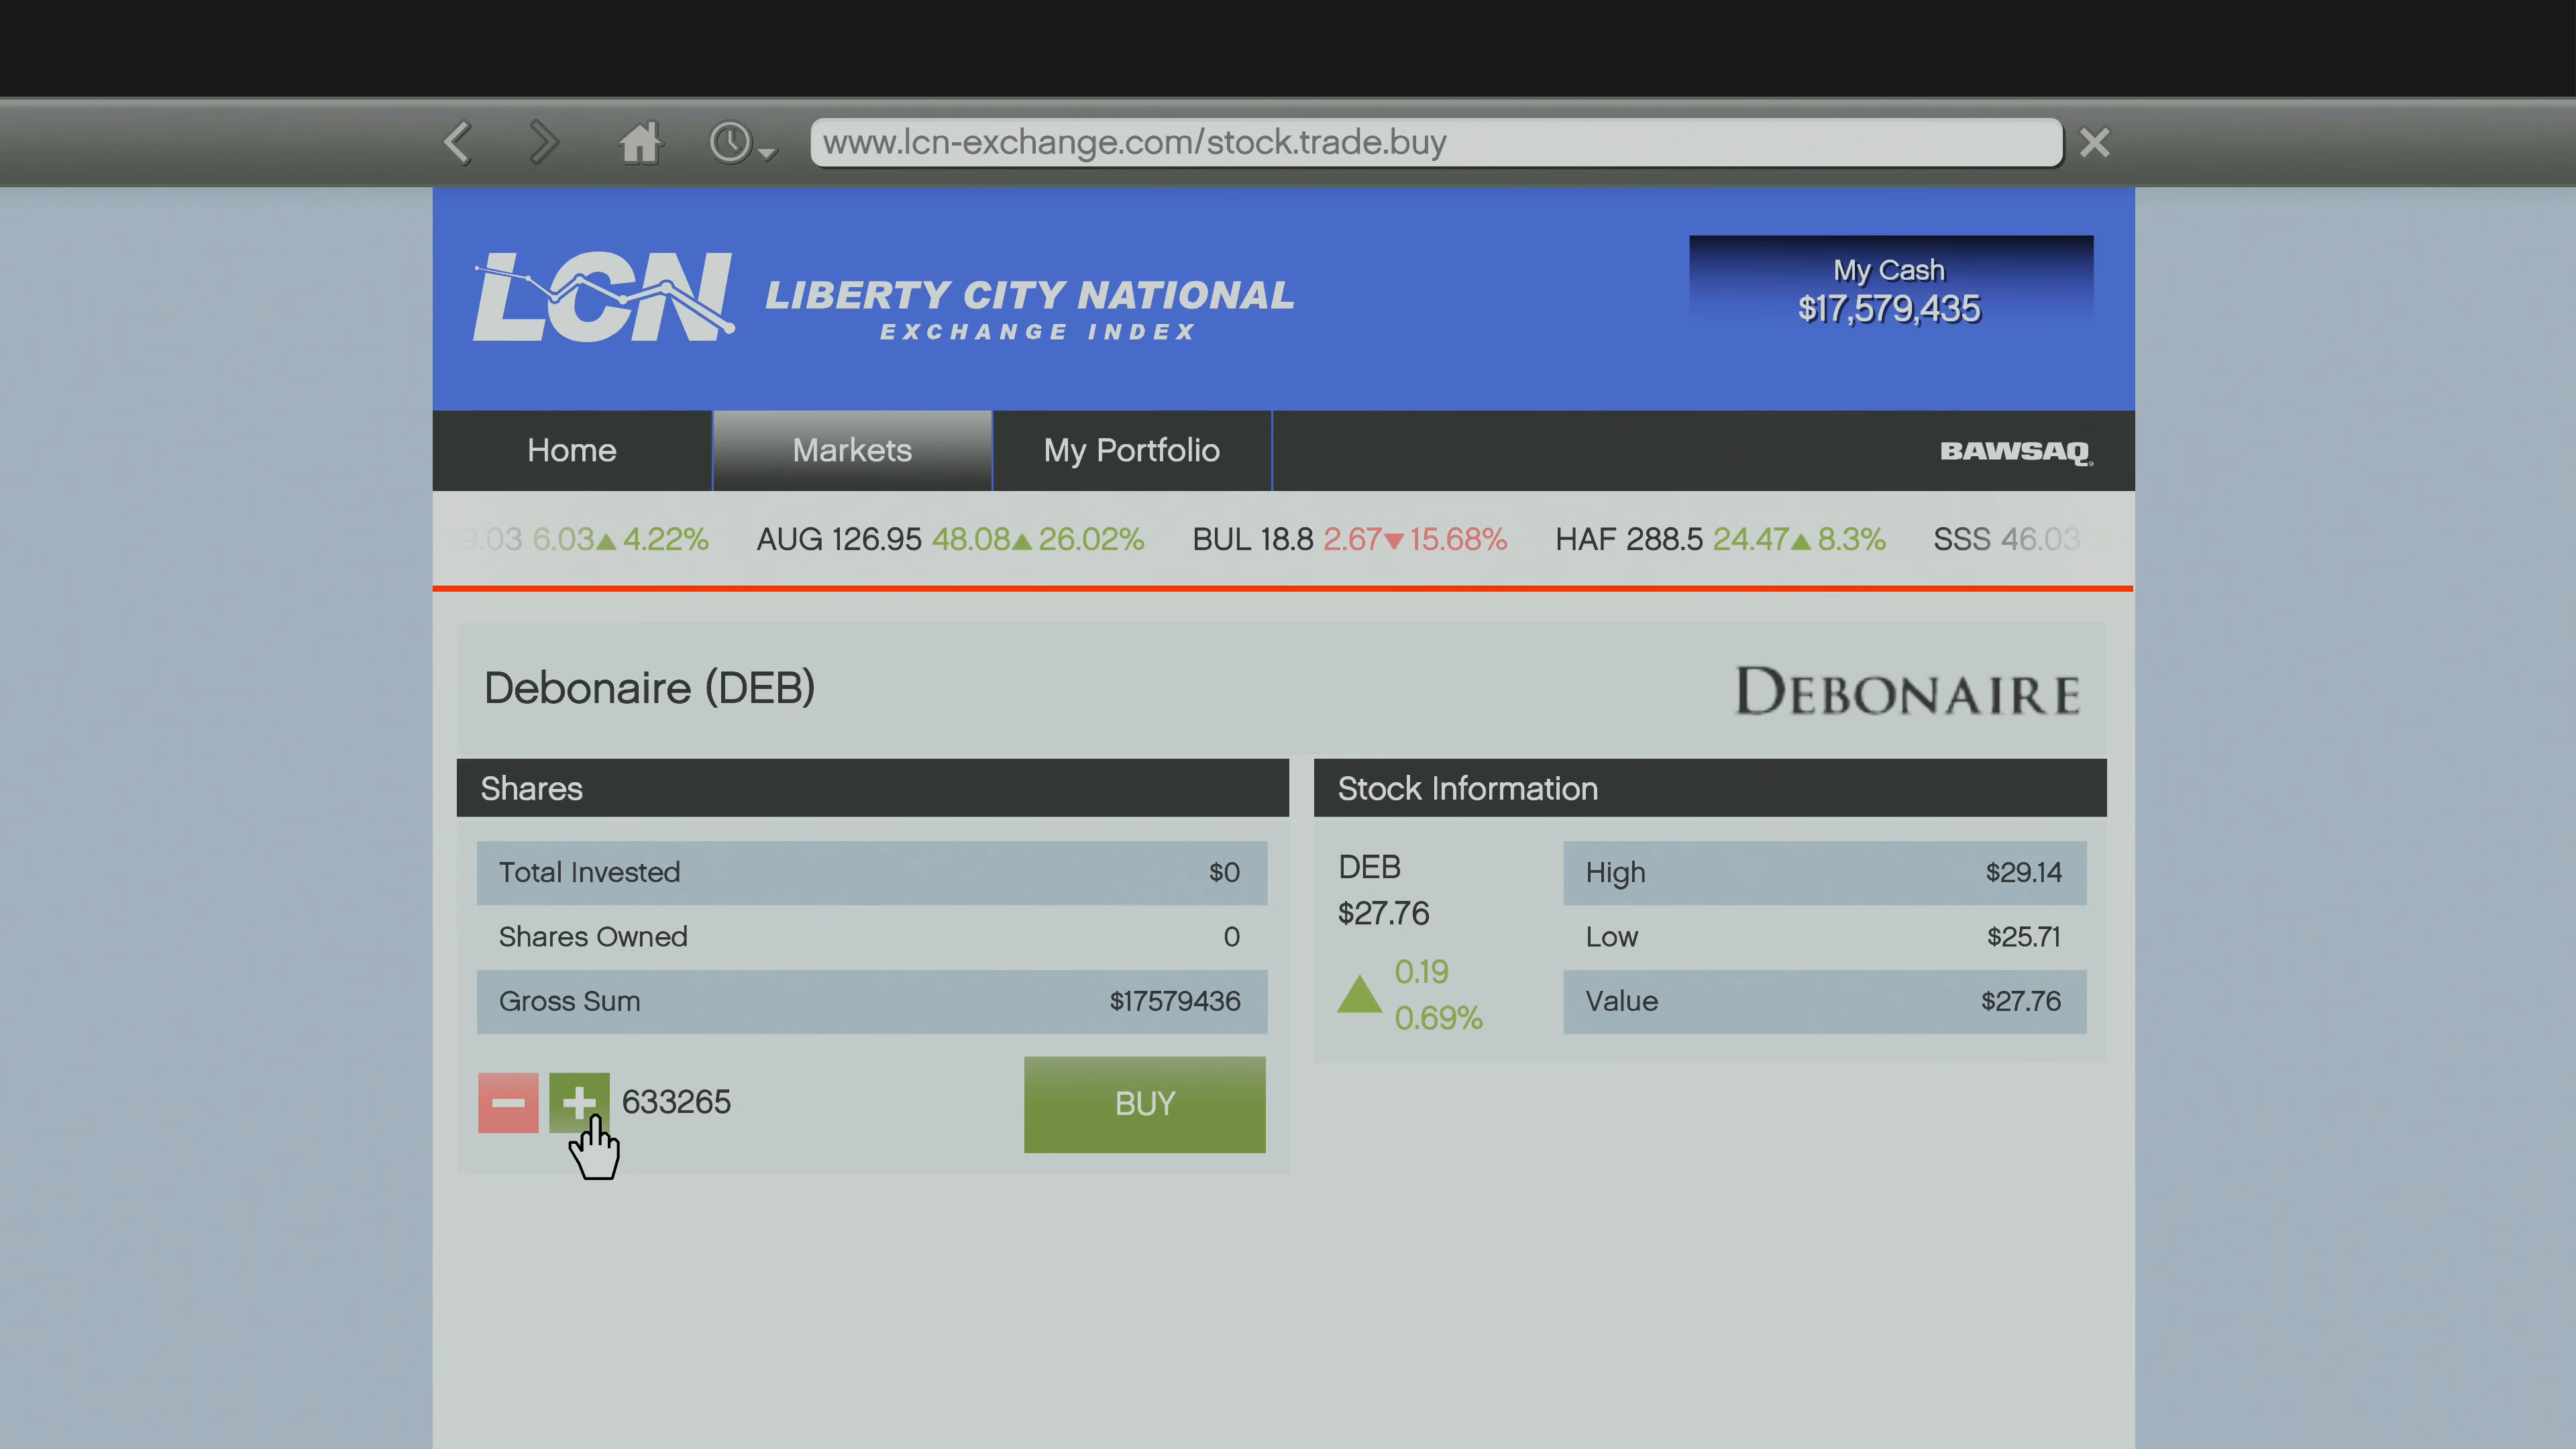 www.lcn-exchange.com/stock.trade.buy
LCN
LIBERTY CITY NATIONAL
EXCHANGE INDEX
My Cash
$17,579,435
Home Markets My Portfolio BAWSAQ
9.03 6.03▲ 4.22% AUG 126.95 48.08▲ 26.02% BUL 18.8 2.67▼ 15.68% HAF 288.5 24.47▲ 8.3% SSS 46.03
Debonaire (DEB) DEBONAIRE
Shares
Total Invested $0
Shares Owned 0
Gross Sum $17579436
633265 BUY
Stock Information
DEB
$27.76
▲ 0.19
0.69%
High $29.14
Low $25.71
Value $27.76